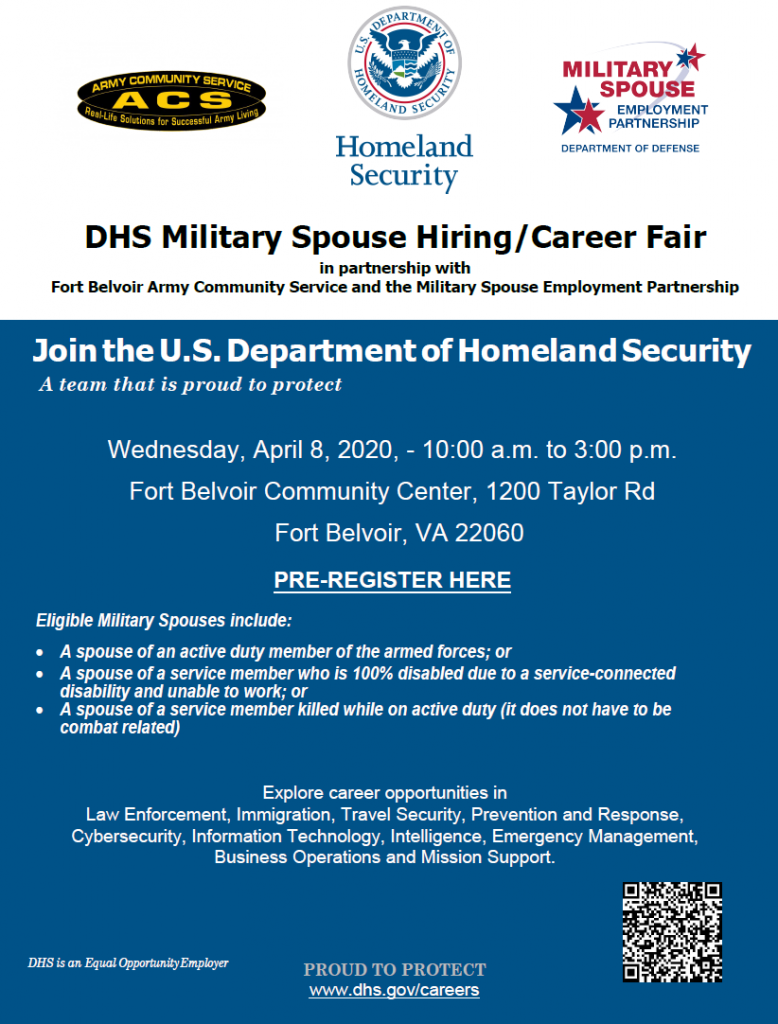 ARMY COMMUNITY SERVICE
ACS
Real-Life Solutions for Successful Army Living
U.S. DEPARTMENT OF
HOMELAND SECURITY
Homeland
Security
MILITARY
SPOUSE
EMPLOYMENT
PARTNERSHIP
DEPARTMENT OF DEFENSE
DHS Military Spouse Hiring/Career Fair
in partnership with
Fort Belvoir Army Community Service and the Military Spouse Employment Partnership
Join the U.S. Department of Homeland Security
A team that is proud to protect
Wednesday, April 8, 2020, - 10:00 a.m. to 3:00 p.m.
Fort Belvoir Community Center, 1200 Taylor Rd
Fort Belvoir, VA 22060
PRE-REGISTER HERE
Eligible Military Spouses include:
• A spouse of an active duty member of the armed forces; or
• A spouse of a service member who is 100% disabled due to a service-connected
disability and unable to work; or
• A spouse of a service member killed while on active duty (it does not have to be
combat related)
Explore career opportunities in
Law Enforcement, Immigration, Travel Security, Prevention and Response,
Cybersecurity, Information Technology, Intelligence, Emergency Management,
Business Operations and Mission Support.
DHS is an Equal Opportunity Employer
PROUD TO PROTECT
www.dhs.gov/careers